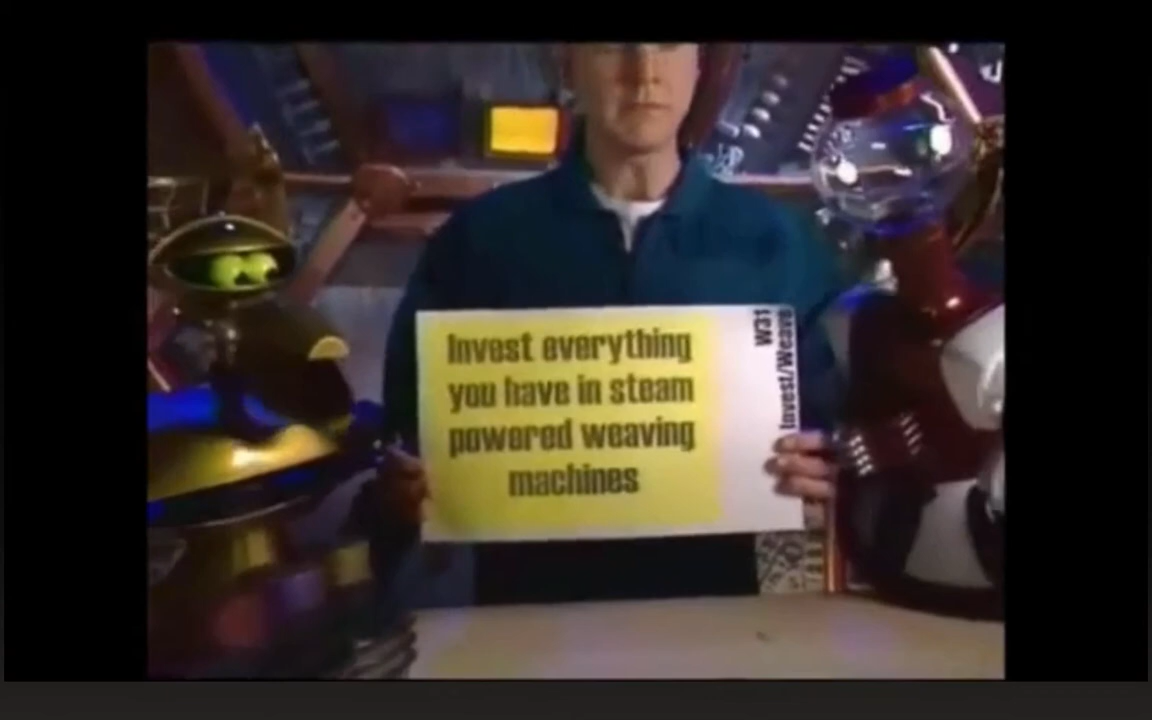 Invest everything
you have in steam
powered weaving
machines
W31
Invest/Weave